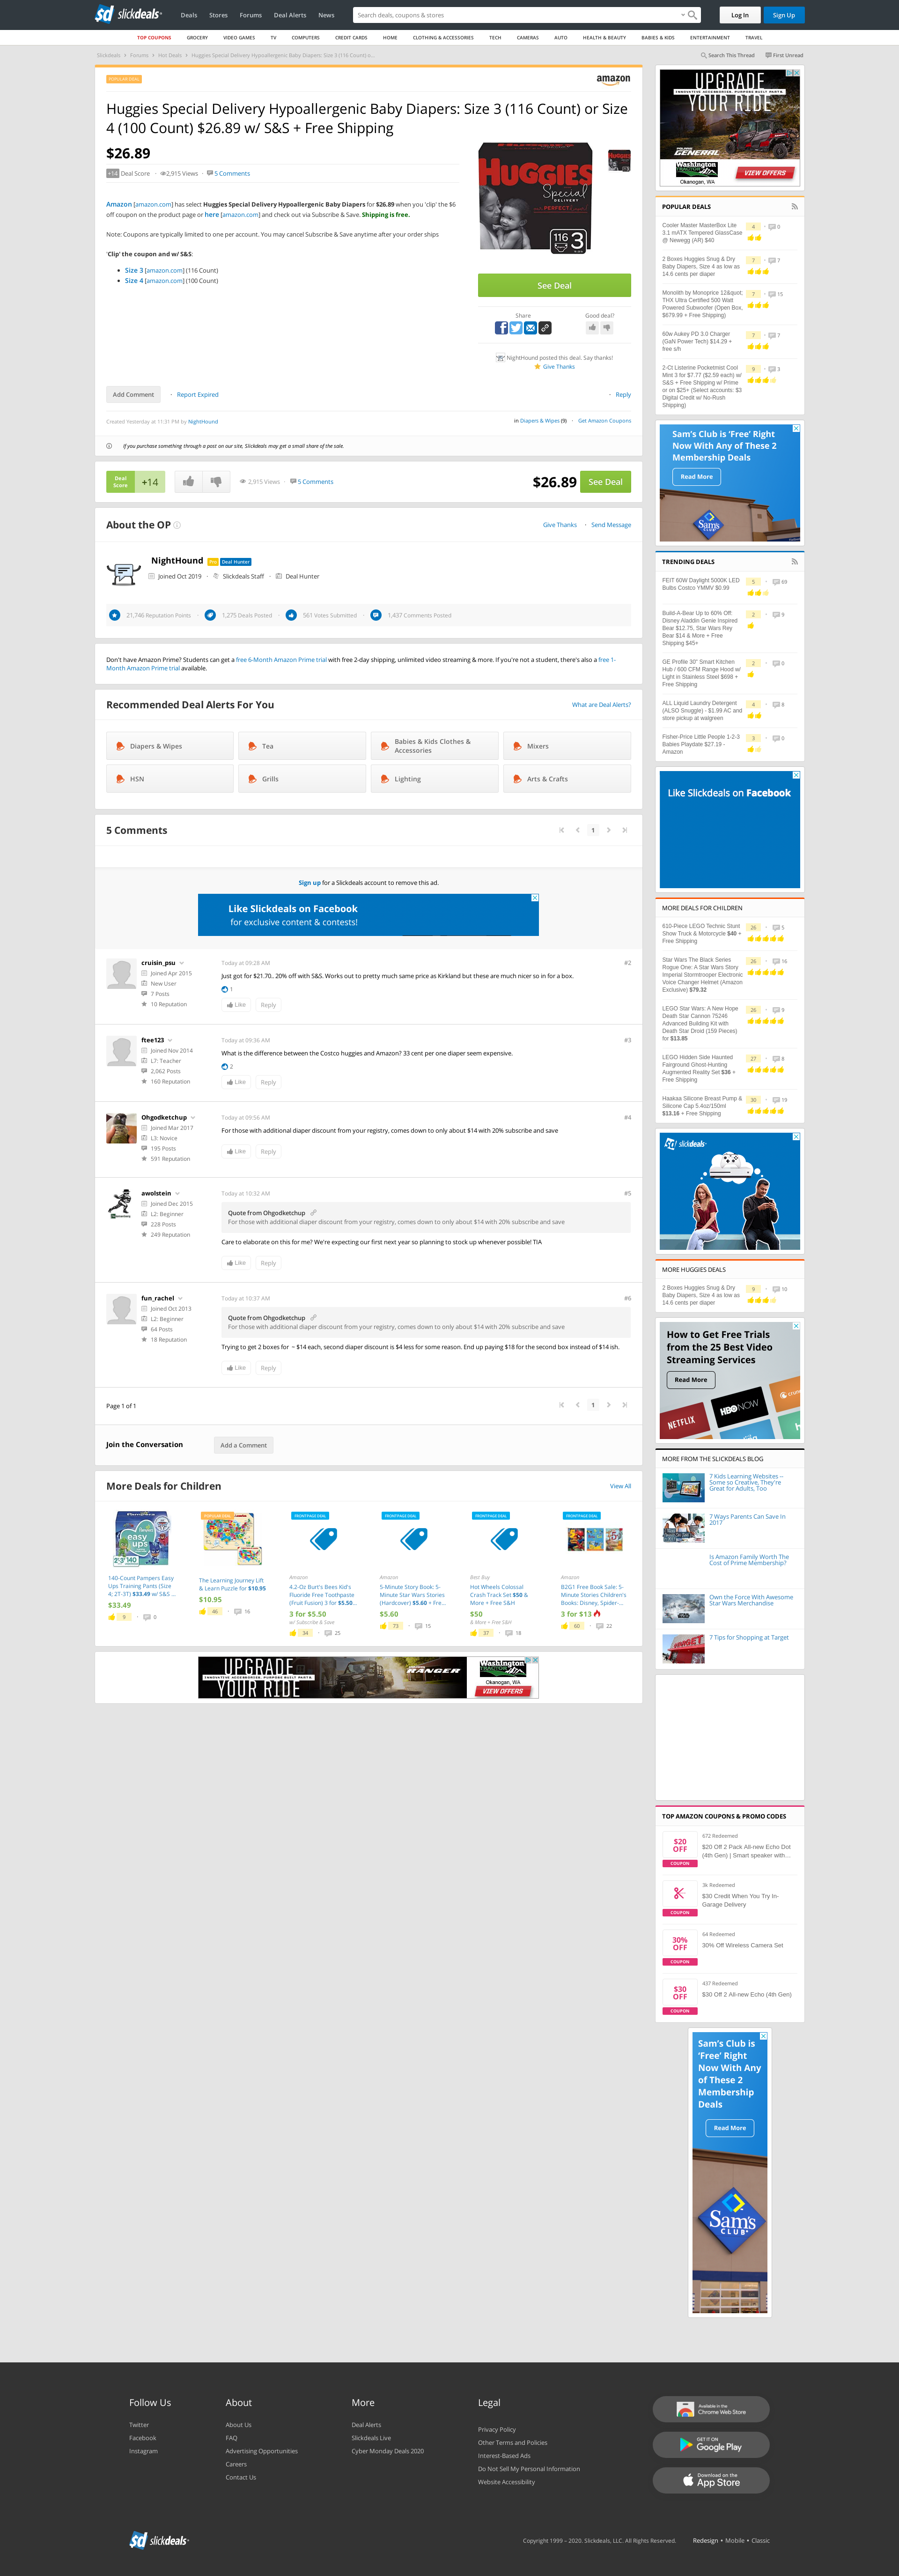 slickdeals
Deals Stores Forums Deal Alerts News
Search deals, coupons & stores
Log In
Sign Up
TOP COUPONS GROCERY VIDEO GAMES TV COMPUTERS CREDIT CARDS HOME CLOTHING & ACCESSORIES TECH CAMERAS AUTO HEALTH & BEAUTY BABIES & KIDS ENTERTAINMENT TRAVEL
Slickdeals > Forums > Hot Deals > Huggies Special Delivery Hypoallergenic Baby Diapers: Size 3 (116 Count) o...
Search This Thread First Unread
POPULAR DEAL
amazon
Huggies Special Delivery Hypoallergenic Baby Diapers: Size 3 (116 Count) or Size
4 (100 Count) $26.89 w/ S&S + Free Shipping
$26.89
+14 Deal Score · 2,915 Views · 5 Comments
Amazon [amazon.com] has select Huggies Special Delivery Hypoallergenic Baby Diapers for $26.89 when you 'clip' the $6
off coupon on the product page or here [amazon.com] and check out via Subscribe & Save. Shipping is free.
Note: Coupons are typically limited to one per account. You may cancel Subscribe & Save anytime after your order ships
'Clip' the coupon and w/ S&S:
Size 3 [amazon.com] (116 Count)
Size 4 [amazon.com] (100 Count)
Huggies
116
3
See Deal
Share
Good deal?
NightHound posted this deal. Say thanks!
Give Thanks
Add Comment · Report Expired
· Reply
Created Yesterday at 11:31 PM by NightHound
in Diapers & Wipes (9) · Get Amazon Coupons
If you purchase something through a post on our site, Slickdeals may get a small share of the sale.
Deal
Score
+14
2,915 Views · 5 Comments
$26.89
See Deal
About the OP
Give Thanks · Send Message
NightHound Pro Deal Hunter
Joined Oct 2019 · Slickdeals Staff · Deal Hunter
21,746 Reputation Points · 1,275 Deals Posted · 561 Votes Submitted · 1,437 Comments Posted
Don't have Amazon Prime? Students can get a free 6-Month Amazon Prime trial with free 2-day shipping, unlimited video streaming & more. If you're not a student, there's also a free 1-
Month Amazon Prime trial available.
Recommended Deal Alerts For You
What are Deal Alerts?
Diapers & Wipes
Tea
Babies & Kids Clothes &
Accessories
Mixers
HSN
Grills
Lighting
Arts & Crafts
5 Comments
1
Sign up for a Slickdeals account to remove this ad.
Like Slickdeals on Facebook
for exclusive content & contests!
cruisin_psu
Joined Apr 2015
New User
7 Posts
10 Reputation
Today at 09:28 AM
#2
Just got for $21.70.. 20% off with S&S. Works out to pretty much same price as Kirkland but these are much nicer so in for a box.
1
Like Reply
ftee123
Joined Nov 2014
L7: Teacher
2,062 Posts
160 Reputation
Today at 09:36 AM
#3
What is the difference between the Costco huggies and Amazon? 33 cent per one diaper seem expensive.
2
Like Reply
Ohgodketchup
Joined Mar 2017
L3: Novice
195 Posts
591 Reputation
Today at 09:56 AM
#4
For those with additional diaper discount from your registry, comes down to only about $14 with 20% subscribe and save
Like Reply
awolstein
Joined Dec 2015
L2: Beginner
228 Posts
249 Reputation
Today at 10:32 AM
#5
Quote from Ohgodketchup
For those with additional diaper discount from your registry, comes down to only about $14 with 20% subscribe and save
Care to elaborate on this for me? We're expecting our first next year so planning to stock up whenever possible! TIA
Like Reply
fun_rachel
Joined Oct 2013
L2: Beginner
64 Posts
18 Reputation
Today at 10:37 AM
#6
Quote from Ohgodketchup
For those with additional diaper discount from your registry, comes down to only about $14 with 20% subscribe and save
Trying to get 2 boxes for ~ $14 each, second diaper discount is $4 less for some reason. End up paying $18 for the second box instead of $14 ish.
Like Reply
Page 1 of 1
1
Join the Conversation
Add a Comment
More Deals for Children
View All
140-Count Pampers Easy
Ups Training Pants (Size
4; 2T-3T) $33.49 w/ S&S ...
$33.49
9 · 0
POPULAR DEAL
The Learning Journey Lift
& Learn Puzzle for $10.95
$10.95
46 · 16
FRONTPAGE DEAL
Amazon
4.2-Oz Burt's Bees Kid's
Fluoride Free Toothpaste
(Fruit Fusion) 3 for $5.50...
3 for $5.50
w/ Subscribe & Save
34 · 25
FRONTPAGE DEAL
Amazon
5-Minute Story Book: 5-
Minute Star Wars Stories
(Hardcover) $5.60 + Fre...
$5.60
73 · 15
FRONTPAGE DEAL
Best Buy
Hot Wheels Colossal
Crash Track Set $50 &
More + Free S&H
$50
& More + Free S&H
37 · 18
FRONTPAGE DEAL
Amazon
B2G1 Free Book Sale: 5-
Minute Stories Children's
Books: Disney, Spider-...
3 for $13
60 · 22
UPGRADE
INNOVATIVE ACCESSORIES. PURPOSE BUILT PARTS.
YOUR RIDE
RANGER
Washington
TRACTOR
Okanogan, WA
VIEW OFFERS
UPGRADE
INNOVATIVE ACCESSORIES. PURPOSE BUILT PARTS.
YOUR RIDE
POLARIS
GENERAL
Washington
TRACTOR
Okanogan, WA
VIEW OFFERS
POPULAR DEALS
Cooler Master MasterBox Lite
3.1 mATX Tempered GlassCase
@ Newegg (AR) $40
4 · 0
2 Boxes Huggies Snug & Dry
Baby Diapers, Size 4 as low as
14.6 cents per diaper
7 · 7
Monolith by Monoprice 12&quot;
THX Ultra Certified 500 Watt
Powered Subwoofer (Open Box,
$679.99 + Free Shipping)
7 · 15
60w Aukey PD 3.0 Charger
(GaN Power Tech) $14.29 +
free s/h
7 · 7
2-Ct Listerine Pocketmist Cool
Mint 3 for $7.77 ($2.59 each) w/
S&S + Free Shipping w/ Prime
or on $25+ (Select accounts: $3
Digital Credit w/ No-Rush
Shipping)
9 · 3
Sam's Club is 'Free' Right
Now With Any of These 2
Membership Deals
Read More
Sam's
CLUB
TRENDING DEALS
FEIT 60W Daylight 5000K LED
Bulbs Costco YMMV $0.99
5 · 69
Build-A-Bear Up to 60% Off:
Disney Aladdin Genie Inspired
Bear $12.75, Star Wars Rey
Bear $14 & More + Free
Shipping $45+
2 · 9
GE Profile 30" Smart Kitchen
Hub / 600 CFM Range Hood w/
Light in Stainless Steel $698 +
Free Shipping
2 · 0
ALL Liquid Laundry Detergent
(ALSO Snuggle) - $1.99 AC and
store pickup at walgreen
4 · 8
Fisher-Price Little People 1-2-3
Babies Playdate $27.19 -
Amazon
3 · 0
Like Slickdeals on Facebook
MORE DEALS FOR CHILDREN
610-Piece LEGO Technic Stunt
Show Truck & Motorcycle $40 +
Free Shipping
26 · 5
Star Wars The Black Series
Rogue One: A Star Wars Story
Imperial Stormtrooper Electronic
Voice Changer Helmet (Amazon
Exclusive) $79.32
26 · 16
LEGO Star Wars: A New Hope
Death Star Cannon 75246
Advanced Building Kit with
Death Star Droid (159 Pieces)
for $13.85
26 · 9
LEGO Hidden Side Haunted
Fairground Ghost-Hunting
Augmented Reality Set $36 +
Free Shipping
27 · 8
Haakaa Silicone Breast Pump &
Silicone Cap 5.4oz/150ml
$13.16 + Free Shipping
30 · 19
slickdeals
MORE HUGGIES DEALS
2 Boxes Huggies Snug & Dry
Baby Diapers, Size 4 as low as
14.6 cents per diaper
9 · 10
How to Get Free Trials
from the 25 Best Video
Streaming Services
Read More
NETFLIX
HBO NOW
MORE FROM THE SLICKDEALS BLOG
7 Kids Learning Websites –
Some so Creative, They're
Great for Adults, Too
7 Ways Parents Can Save In
2017
Is Amazon Family Worth The
Cost of Prime Membership?
Own the Force With Awesome
Star Wars Merchandise
7 Tips for Shopping at Target
TOP AMAZON COUPONS & PROMO CODES
$20
OFF
COUPON
672 Redeemed
$20 Off 2 Pack All-new Echo Dot
(4th Gen) | Smart speaker with...
COUPON
3k Redeemed
$30 Credit When You Try In-
Garage Delivery
30%
OFF
COUPON
64 Redeemed
30% Off Wireless Camera Set
$30
OFF
COUPON
437 Redeemed
$30 Off 2 All-new Echo (4th Gen)
Sam's Club is
'Free' Right
Now With Any
of These 2
Membership
Deals
Read More
Sam's
CLUB
Follow Us
Twitter
Facebook
Instagram
About
About Us
FAQ
Advertising Opportunities
Careers
Contact Us
More
Deal Alerts
Slickdeals Live
Cyber Monday Deals 2020
Legal
Privacy Policy
Other Terms and Policies
Interest-Based Ads
Do Not Sell My Personal Information
Website Accessibility
Available in the
Chrome Web Store
GET IT ON
Google Play
Download on the
App Store
slickdeals
Copyright 1999 – 2020. Slickdeals, LLC. All Rights Reserved. Redesign • Mobile • Classic